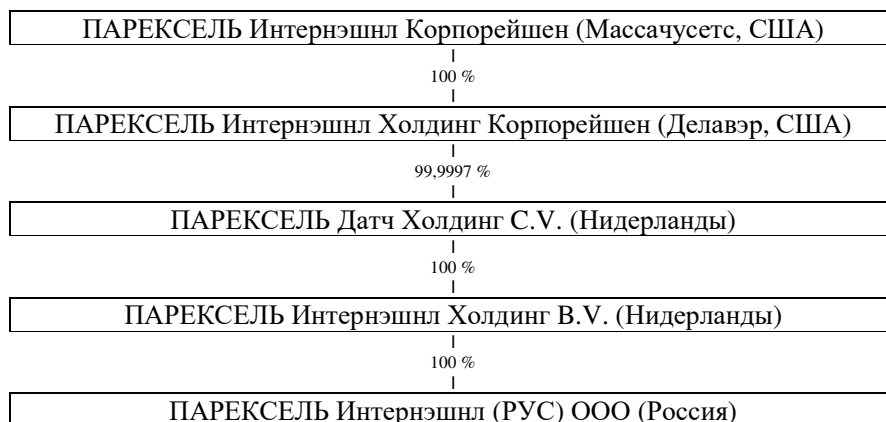 ПАРЕКСЕЛЬ Интернэшнл Корпорейшен (Массачусетс, США)
100 %
ПАРЕКСЕЛЬ Интернэшнл Холдинг Корпорейшен (Делавэр, США)
99,9997 %
ПАРЕКСЕЛЬ Датч Холдинг C.V. (Нидерланды)
100 %
ПАРЕКСЕЛЬ Интернэшнл Холдинг B.V. (Нидерланды)
100 %
ПАРЕКСЕЛЬ Интернэшнл (РУС) ООО (Россия)